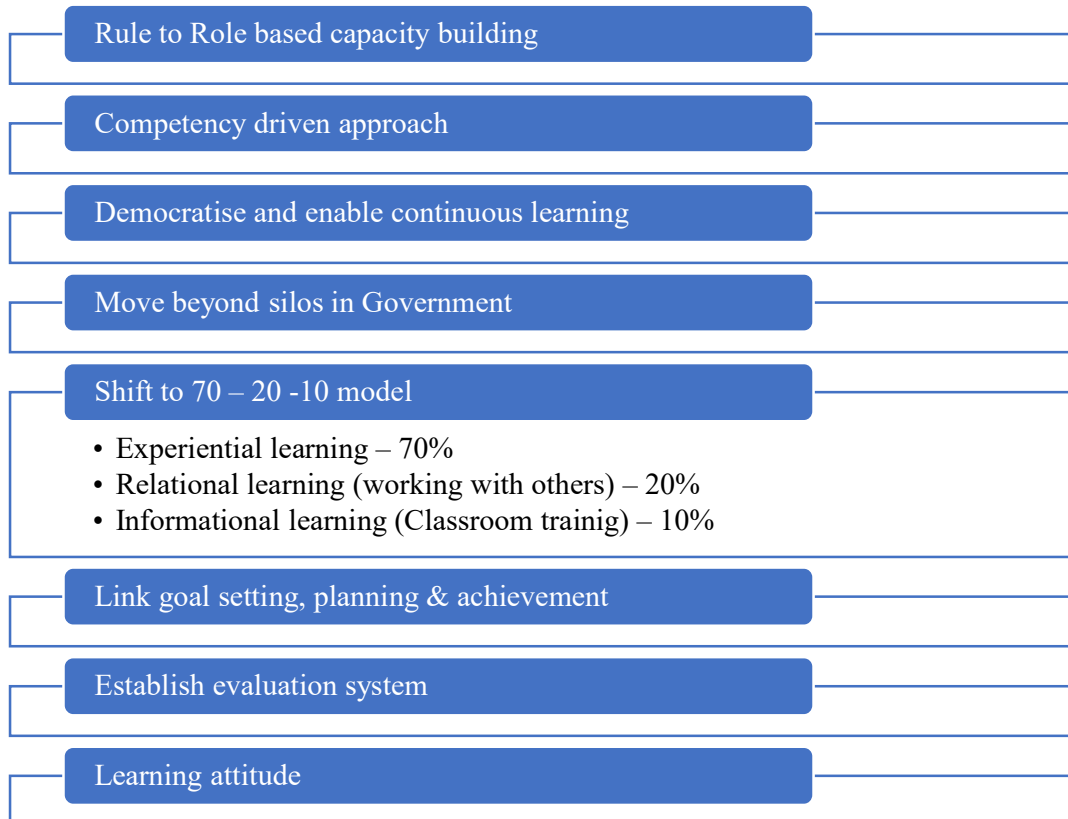 Rule to Role based capacity building
Competency driven approach
Democratise and enable continuous learning
Move beyond silos in Government
Shift to 70 – 20 -10 model
• Experiential learning – 70%
• Relational learning (working with others) – 20%
• Informational learning (Classroom trainig) – 10%
Link goal setting, planning & achievement
Establish evaluation system
Learning attitude